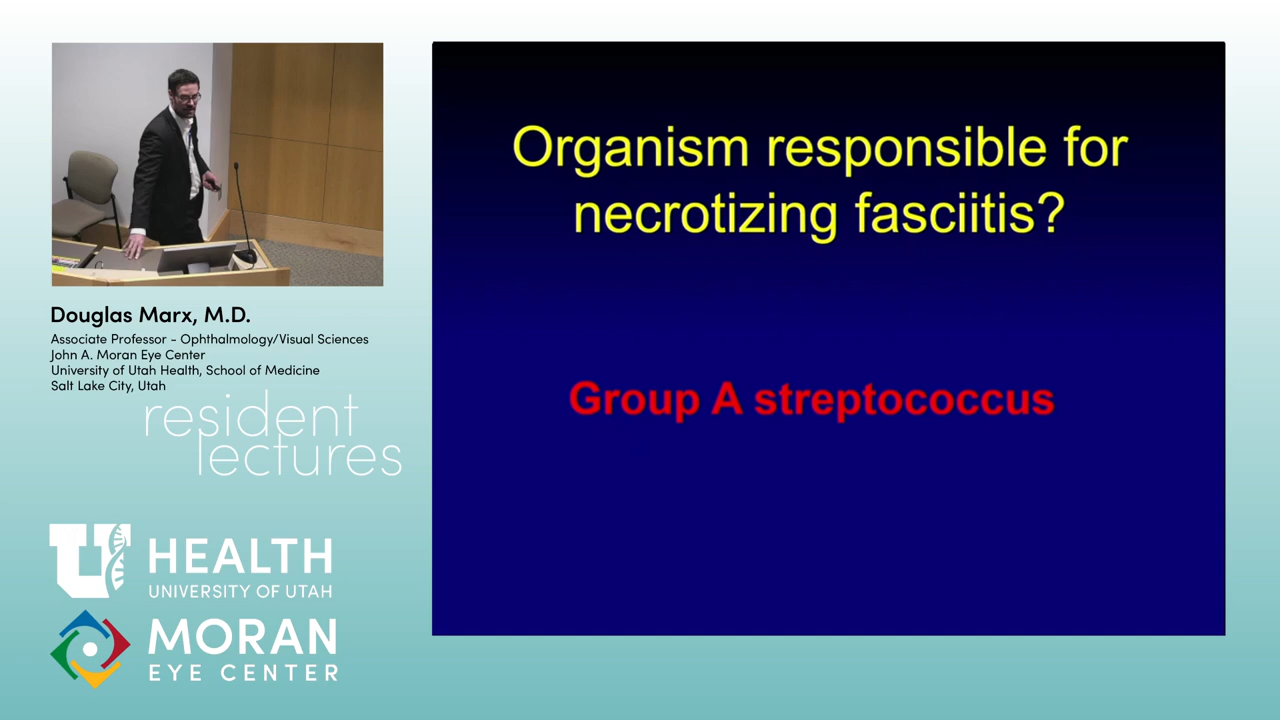 Organism responsible for
necrotizing fasciitis?
Group A streptococcus
Douglas Marx, M.D.
Associate Professor - Ophthalmology/Visual Sciences
John A. Moran Eye Center
University of Utah Health, School of Medicine
Salt Lake City, Utah
resident
lectures
U HEALTH
UNIVERSITY OF UTAH
MORAN
EYE CENTER